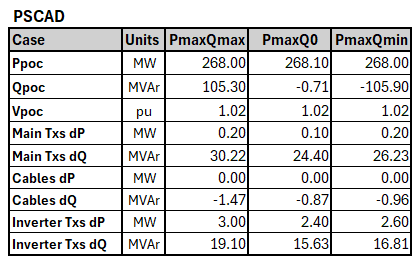 PSCAD
Case Units PmaxQmax PmaxQ0 PmaxQmin
Ppoc MW 268.00 268.10 268.00
Qpoc MVAr 105.30 -0.71 -105.90
Vpoc pu 1.02 1.02 1.02
Main Txs dP MW 0.20 0.10 0.20
Main Txs dQ MVAr 30.22 24.40 26.23
Cables dP MW 0.00 0.00 0.00
Cables dQ MVAr -1.47 -0.87 -0.96
Inverter Txs dP MW 3.00 2.40 2.60
Inverter Txs dQ MVAr 19.10 15.63 16.81